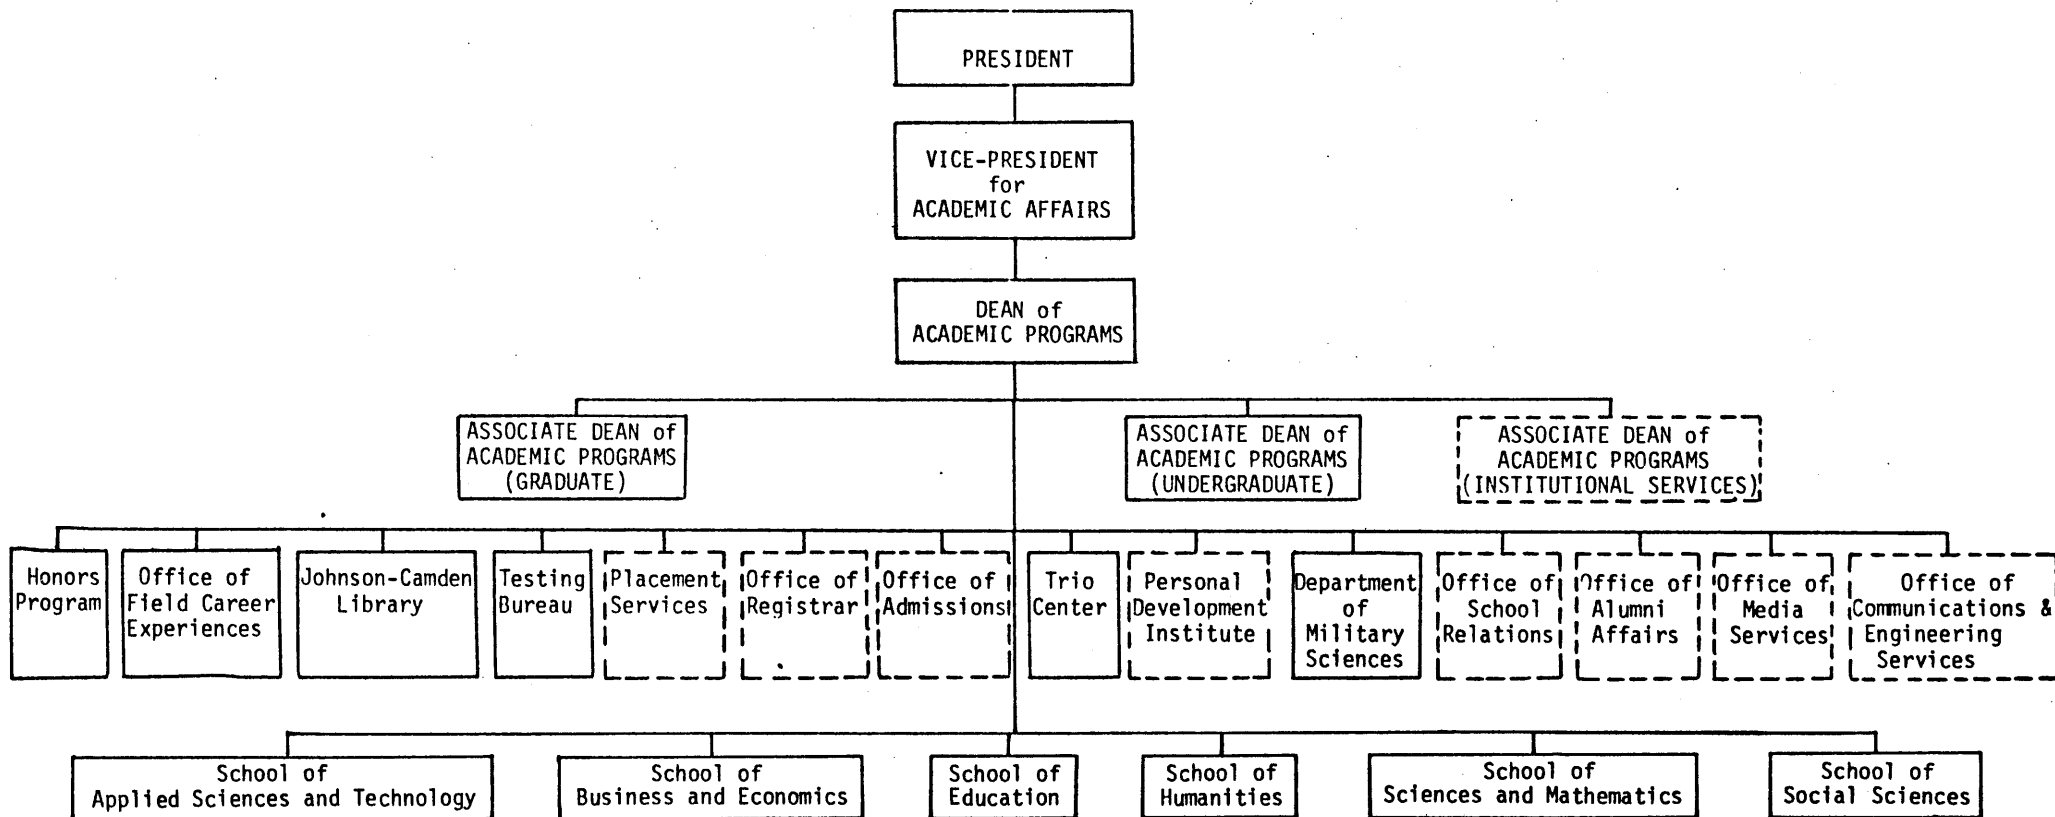 PRESIDENT
VICE-PRESIDENT
for
ACADEMIC AFFAIRS
DEAN of
ACADEMIC PROGRAMS
ASSOCIATE DEAN of
ACADEMIC PROGRAMS
(GRADUATE)
ASSOCIATE DEAN of
ACADEMIC PROGRAMS
(UNDERGRADUATE)
ASSOCIATE DEAN of
ACADEMIC PROGRAMS
(INSTITUTIONAL SERVICES)
Honors
Program
Office of
Field Career
Experiences
Johnson-Camden
Library
Testing
Bureau
Placement
Services
Office of
Registrar
Office of
Admissions
Trio
Center
Personal
Development
Institute
Department
of
Military
Sciences
Office of
School
Relations
Office of
Alumni
Affairs
Office of
Media
Services
Office of
Communications &
Engineering
Services
School of
Applied Sciences and Technology
School of
Business and Economics
School of
Education
School of
Humanities
School of
Sciences and Mathematics
School of
Social Sciences